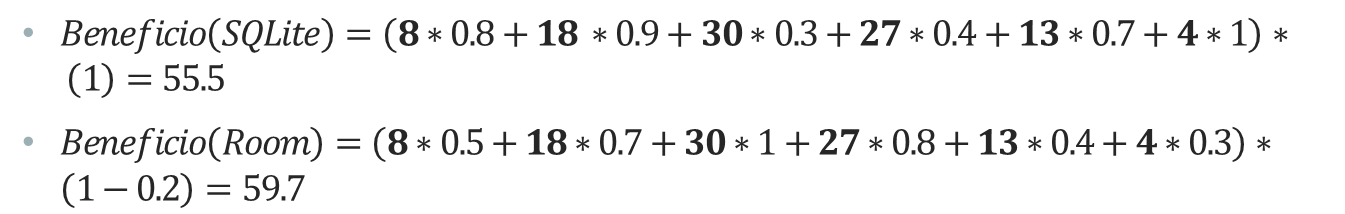 • Beneficio(SQLite) = (8 * 0.8 + 18 * 0.9 + 30 * 0.3 + 27 * 0.4 + 13 * 0.7 + 4 * 1) *
(1) = 55.5
• Beneficio(Room) = (8 * 0.5 + 18 * 0.7 + 30 * 1 + 27 * 0.8 + 13 * 0.4 + 4 * 0.3) *
(1 − 0.2) = 59.7